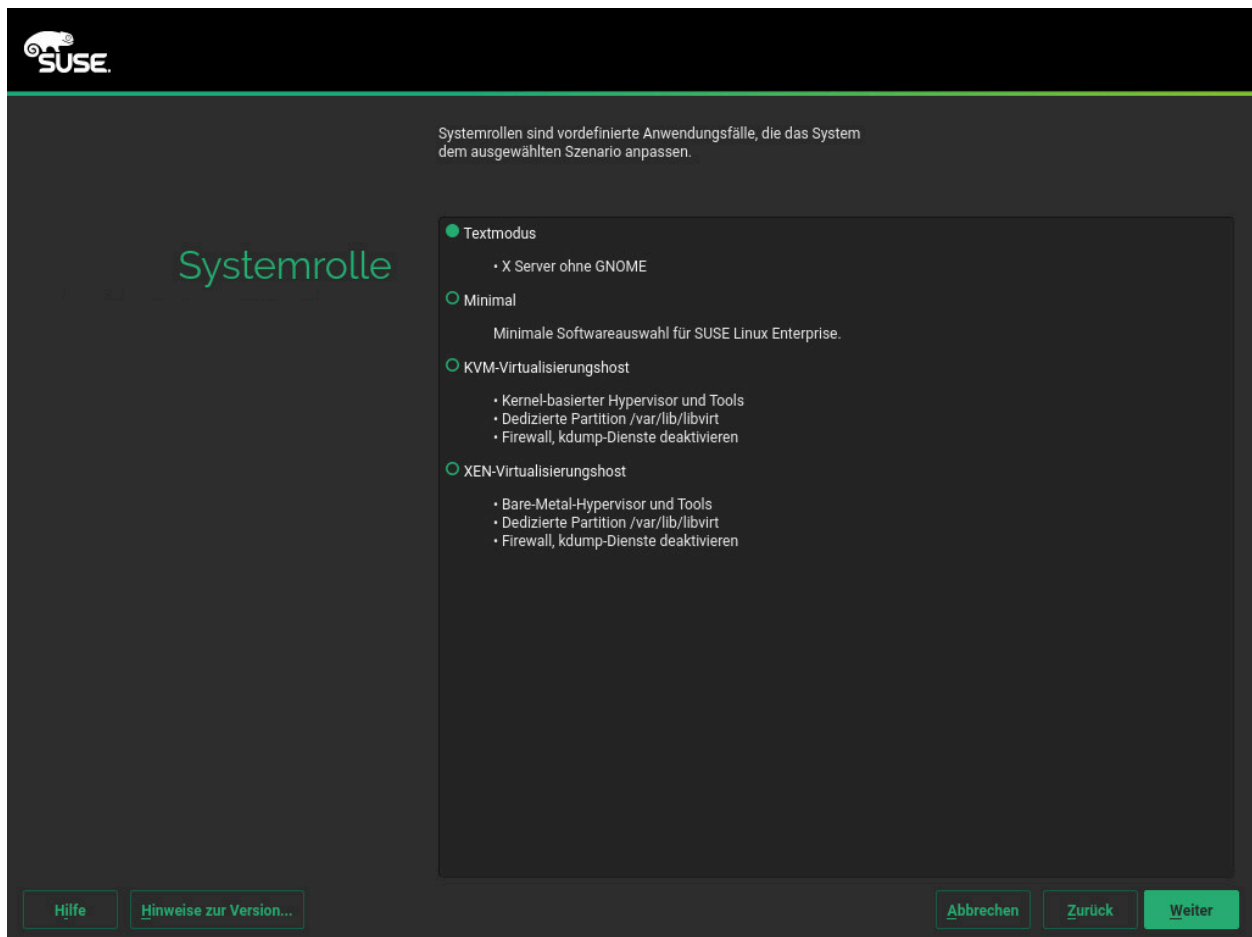 SUSE.
Systemrollen sind vordefinierte Anwendungsfälle, die das System
dem ausgewählten Szenario anpassen.
Systemrolle
Textmodus
• X Server ohne GNOME
Minimal
Minimale Softwareauswahl für SUSE Linux Enterprise.
KVM-Virtualisierungshost
• Kernel-basierter Hypervisor und Tools
• Dedizierte Partition /var/lib/libvirt
• Firewall, kdump-Dienste deaktivieren
XEN-Virtualisierungshost
• Bare-Metal-Hypervisor und Tools
• Dedizierte Partition /var/lib/libvirt
• Firewall, kdump-Dienste deaktivieren
Hilfe
Hinweise zur Version...
Abbrechen
Zurück
Weiter